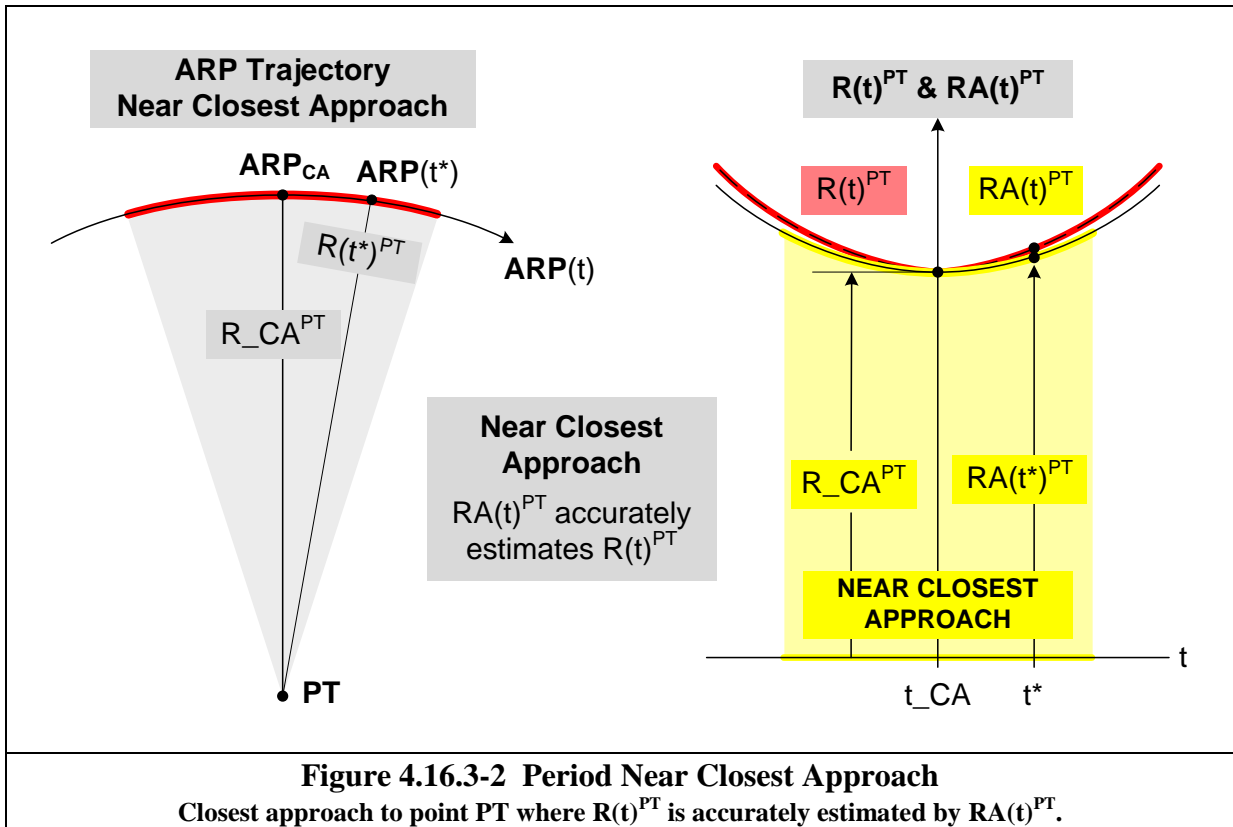 ARP Trajectory
Near Closest Approach
ARP_CA
ARP(t*)
R(t*)^PT
ARP(t)
R_CA^PT
PT
Near Closest
Approach
RA(t)^PT accurately
estimates R(t)^PT
R(t)^PT & RA(t)^PT
R(t)^PT
RA(t)^PT
R_CA^PT
RA(t*)^PT
NEAR CLOSEST
APPROACH
t
t_CA
t*
Figure 4.16.3-2 Period Near Closest Approach
Closest approach to point PT where R(t)^PT is accurately estimated by RA(t)^PT.